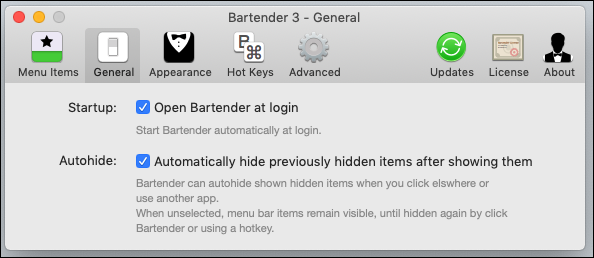 Bartender 3 - General
Menu Items General Appearance Hot Keys Advanced Updates License About
Startup: Open Bartender at login
Start Bartender automatically at login.
Autohide: Automatically hide previously hidden items after showing them
Bartender can autohide shown hidden items when you click elswhere or
use another app.
When unselected, menu bar items remain visible, until hidden again by click
Bartender or using a hotkey.